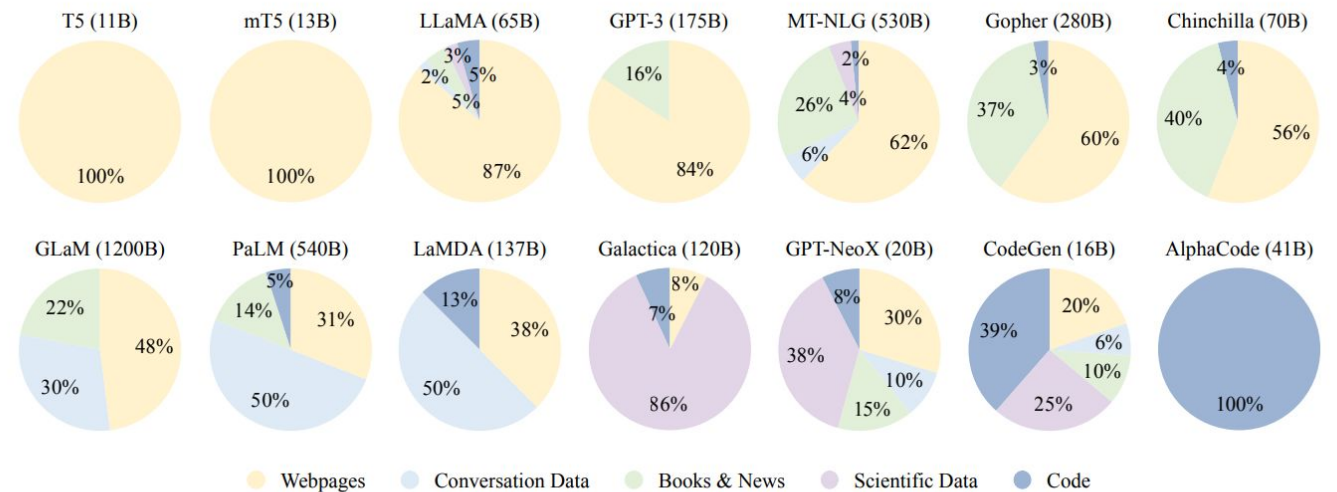 T5 (11B)
mT5 (13B)
LLaMA (65B)
GPT-3 (175B)
MT-NLG (530B)
Gopher (280B)
Chinchilla (70B)
100%
100%
3%
5%
2%
5%
87%
16%
84%
2%
4%
26%
6%
62%
3%
37%
60%
4%
40%
56%
GLaM (1200B)
PaLM (540B)
LaMDA (137B)
Galactica (120B)
GPT-NeoX (20B)
CodeGen (16B)
AlphaCode (41B)
22%
48%
30%
5%
14%
31%
50%
13%
38%
50%
8%
7%
86%
8%
30%
38%
10%
15%
20%
39%
6%
10%
25%
100%
Webpages
Conversation Data
Books & News
Scientific Data
Code